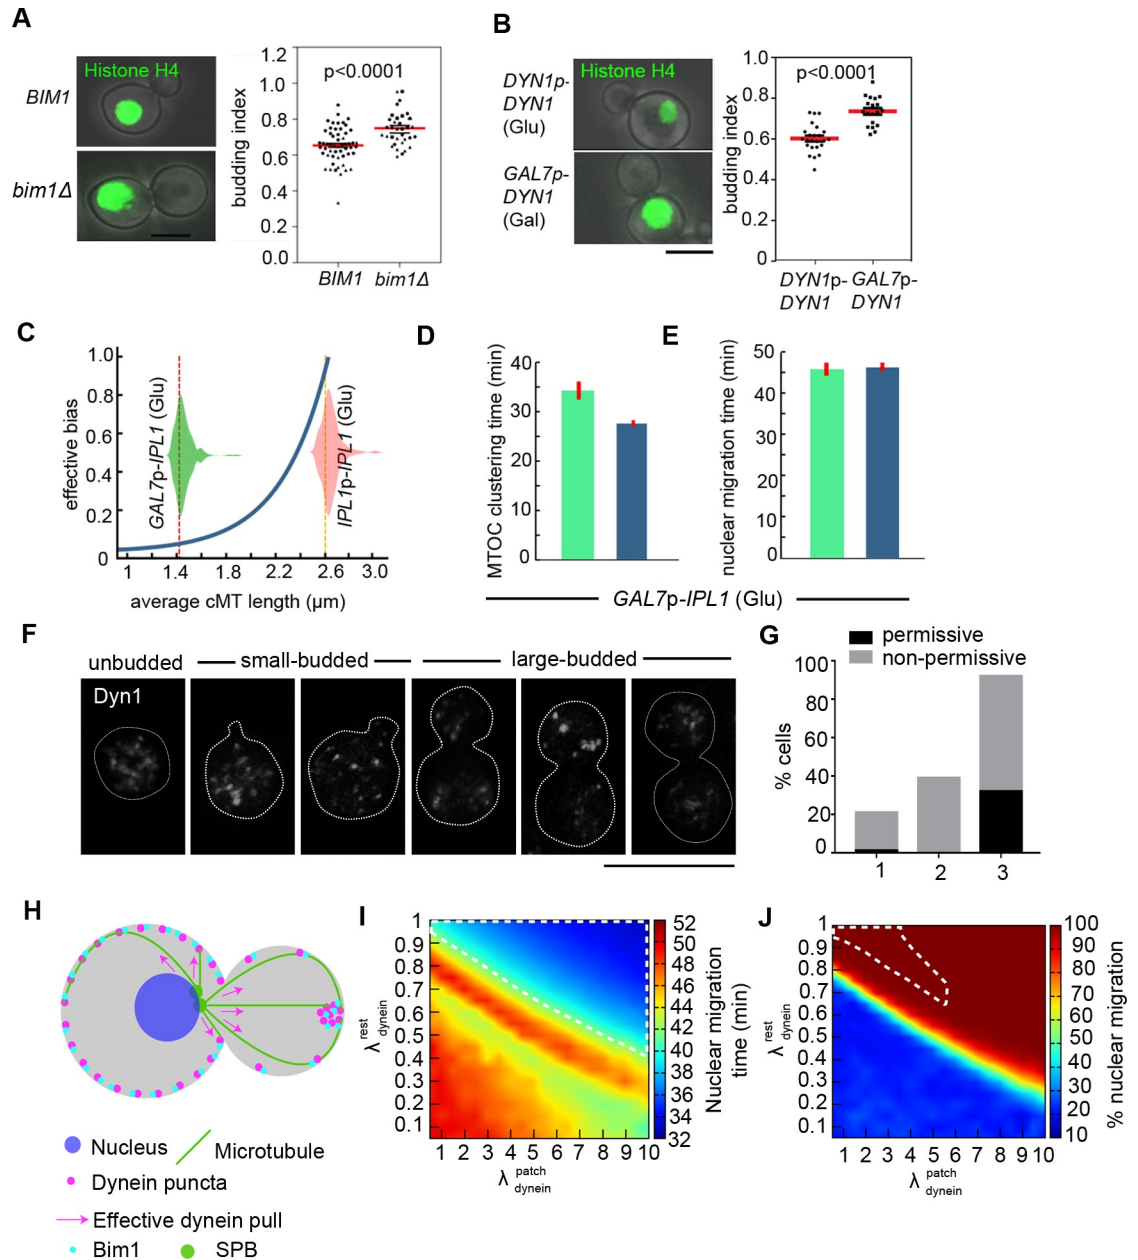 A
BIM1
Histone H4
bim1Δ
budding index
1.2
1.0
0.8
0.6
0.4
0.2
0.0
p<0.0001
BIM1 bim1Δ
B
DYN1p-
DYN1
(Glu)
Histone H4
GAL7p-
DYN1
(Gal)
budding index
1.0
0.8
0.6
0.4
0.2
0
p<0.0001
DYN1p- GAL7p-
DYN1 DYN1
C
effective bias
1.0
0.8
0.6
0.4
0.2
0
GAL7p-IPL1 (Glu)
IPL1p-IPL1 (Glu)
1 1.4 1.8 2.2 2.6 3.0
average cMT length (μm)
D
MTOC clustering time (min)
40
30
20
10
0
E
nuclear migration time (min)
50
40
30
20
10
0
GAL7p-IPL1 (Glu)
F
unbudded small-budded large-budded
Dyn1
G
permissive
non-permissive
% cells
100
80
60
40
20
0
1 2 3
H
Nucleus Microtubule
Dynein puncta
Effective dynein pull
Bim1 SPB
I
λ rest dynein
1
0.9
0.8
0.7
0.6
0.5
0.4
0.3
0.2
0.1
1 2 3 4 5 6 7 8 9 10
λ patch dynein
52
50
48
46
44
42
40
38
36
34
32
Nuclear migration
time (min)
J
λ rest dynein
1
0.9
0.8
0.7
0.6
0.5
0.4
0.3
0.2
0.1
1 2 3 4 5 6 7 8 9 10
λ patch dynein
100
90
80
70
60
50
40
30
20
10
% nuclear migration